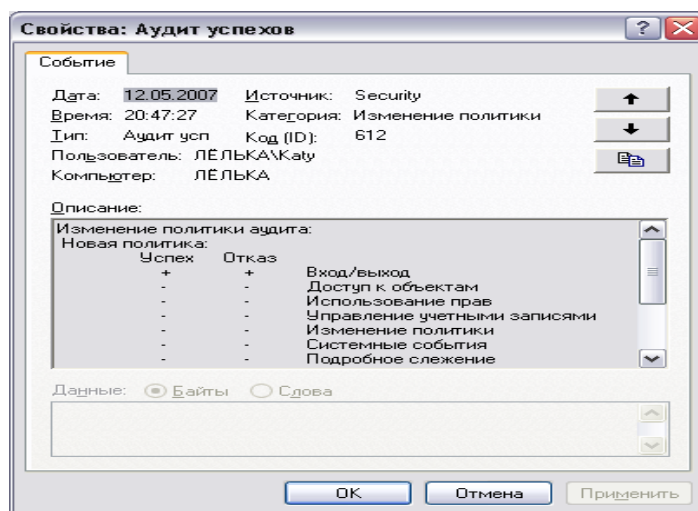 Свойства: Аудит успехов
Событие
Дата: 12.05.2007 Источник: Security
Время: 20:47:27 Категория: Изменение политики
Тип: Аудит усп Код (ID): 612
Пользователь: ЛЁЛЬКА\Katy
Компьютер: ЛЁЛЬКА
Описание:
Изменение политики аудита:
Новая политика:
Успех Отказ
+ + Вход/выход
- - Доступ к объектам
- - Использование прав
- - Управление учетными записями
- - Изменение политики
- - Системные события
- - Подробное слежение
Данные: Байты Слова
OK Отмена Применить